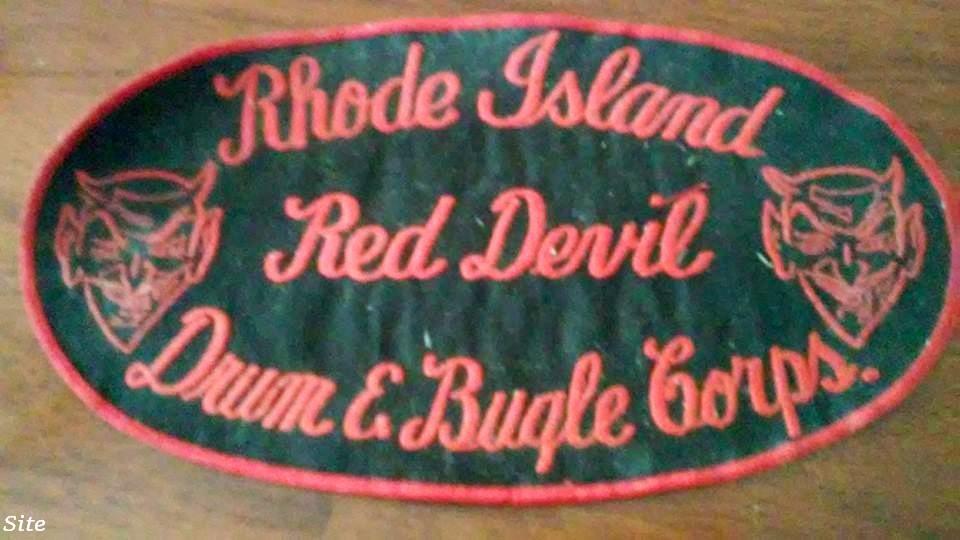 Rhode Island
Red Devil
Drum & Bugle Corps.
Site